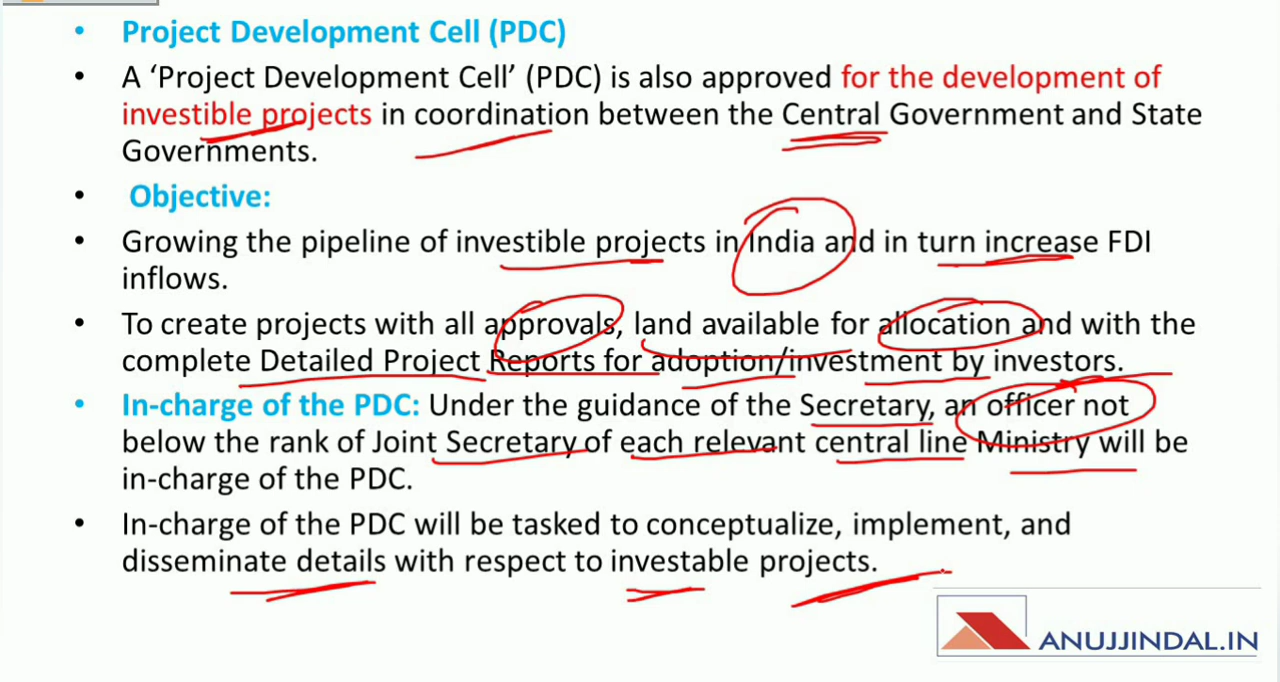 • Project Development Cell (PDC)
• A ‘Project Development Cell’ (PDC) is also approved for the development of
investible projects in coordination between the Central Government and State
Governments.
• Objective:
• Growing the pipeline of investible projects in India and in turn increase FDI
inflows.
• To create projects with all approvals, land available for allocation and with the
complete Detailed Project Reports for adoption/investment by investors.
• In-charge of the PDC: Under the guidance of the Secretary, an officer not
below the rank of Joint Secretary of each relevant central line Ministry will be
in-charge of the PDC.
• In-charge of the PDC will be tasked to conceptualize, implement, and
disseminate details with respect to investable projects.
ANUJJINDAL.IN